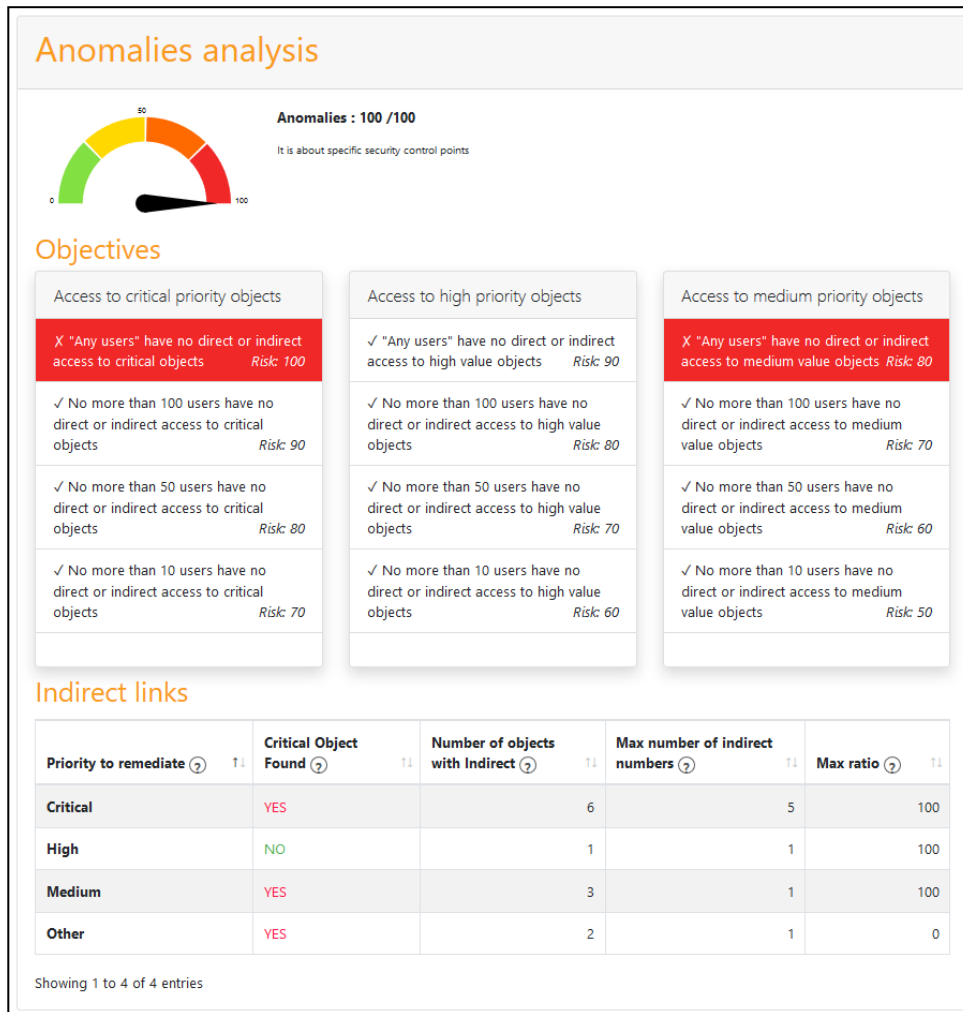 Anomalies analysis
50
0
100
Anomalies : 100 /100
It is about specific security control points
Objectives
Access to critical priority objects
✗ "Any users" have no direct or indirect
access to critical objects Risk: 100
✓ No more than 100 users have no
direct or indirect access to critical
objects Risk: 90
✓ No more than 50 users have no
direct or indirect access to critical
objects Risk: 80
✓ No more than 10 users have no
direct or indirect access to critical
objects Risk: 70
Access to high priority objects
✓ "Any users" have no direct or indirect
access to high value objects Risk: 90
✓ No more than 100 users have no
direct or indirect access to high value
objects Risk: 80
✓ No more than 50 users have no
direct or indirect access to high value
objects Risk: 70
✓ No more than 10 users have no
direct or indirect access to high value
objects Risk: 60
Access to medium priority objects
✗ "Any users" have no direct or indirect
access to medium value objects Risk: 80
✓ No more than 100 users have no
direct or indirect access to medium
value objects Risk: 70
✓ No more than 50 users have no
direct or indirect access to medium
value objects Risk: 60
✓ No more than 10 users have no
direct or indirect access to medium
value objects Risk: 50
Indirect links
Priority to remediate ? ↑↓ Critical Object Found ? ↑↓ Number of objects with Indirect ? ↑↓ Max number of indirect numbers ? ↑↓ Max ratio ? ↑↓
Critical YES 6 5 100
High NO 1 1 100
Medium YES 3 1 100
Other YES 2 1 0
Showing 1 to 4 of 4 entries